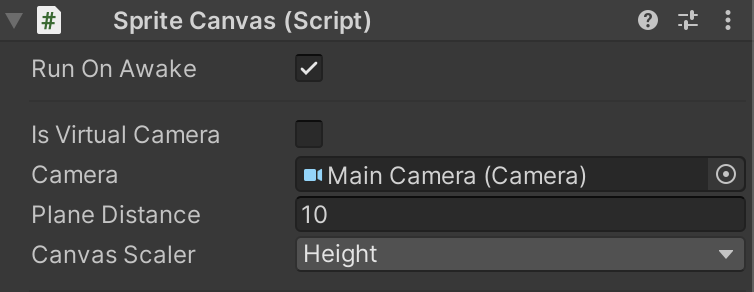 # Sprite Canvas (Script)
Run On Awake
Is Virtual Camera
Camera Main Camera (Camera)
Plane Distance 10
Canvas Scaler Height